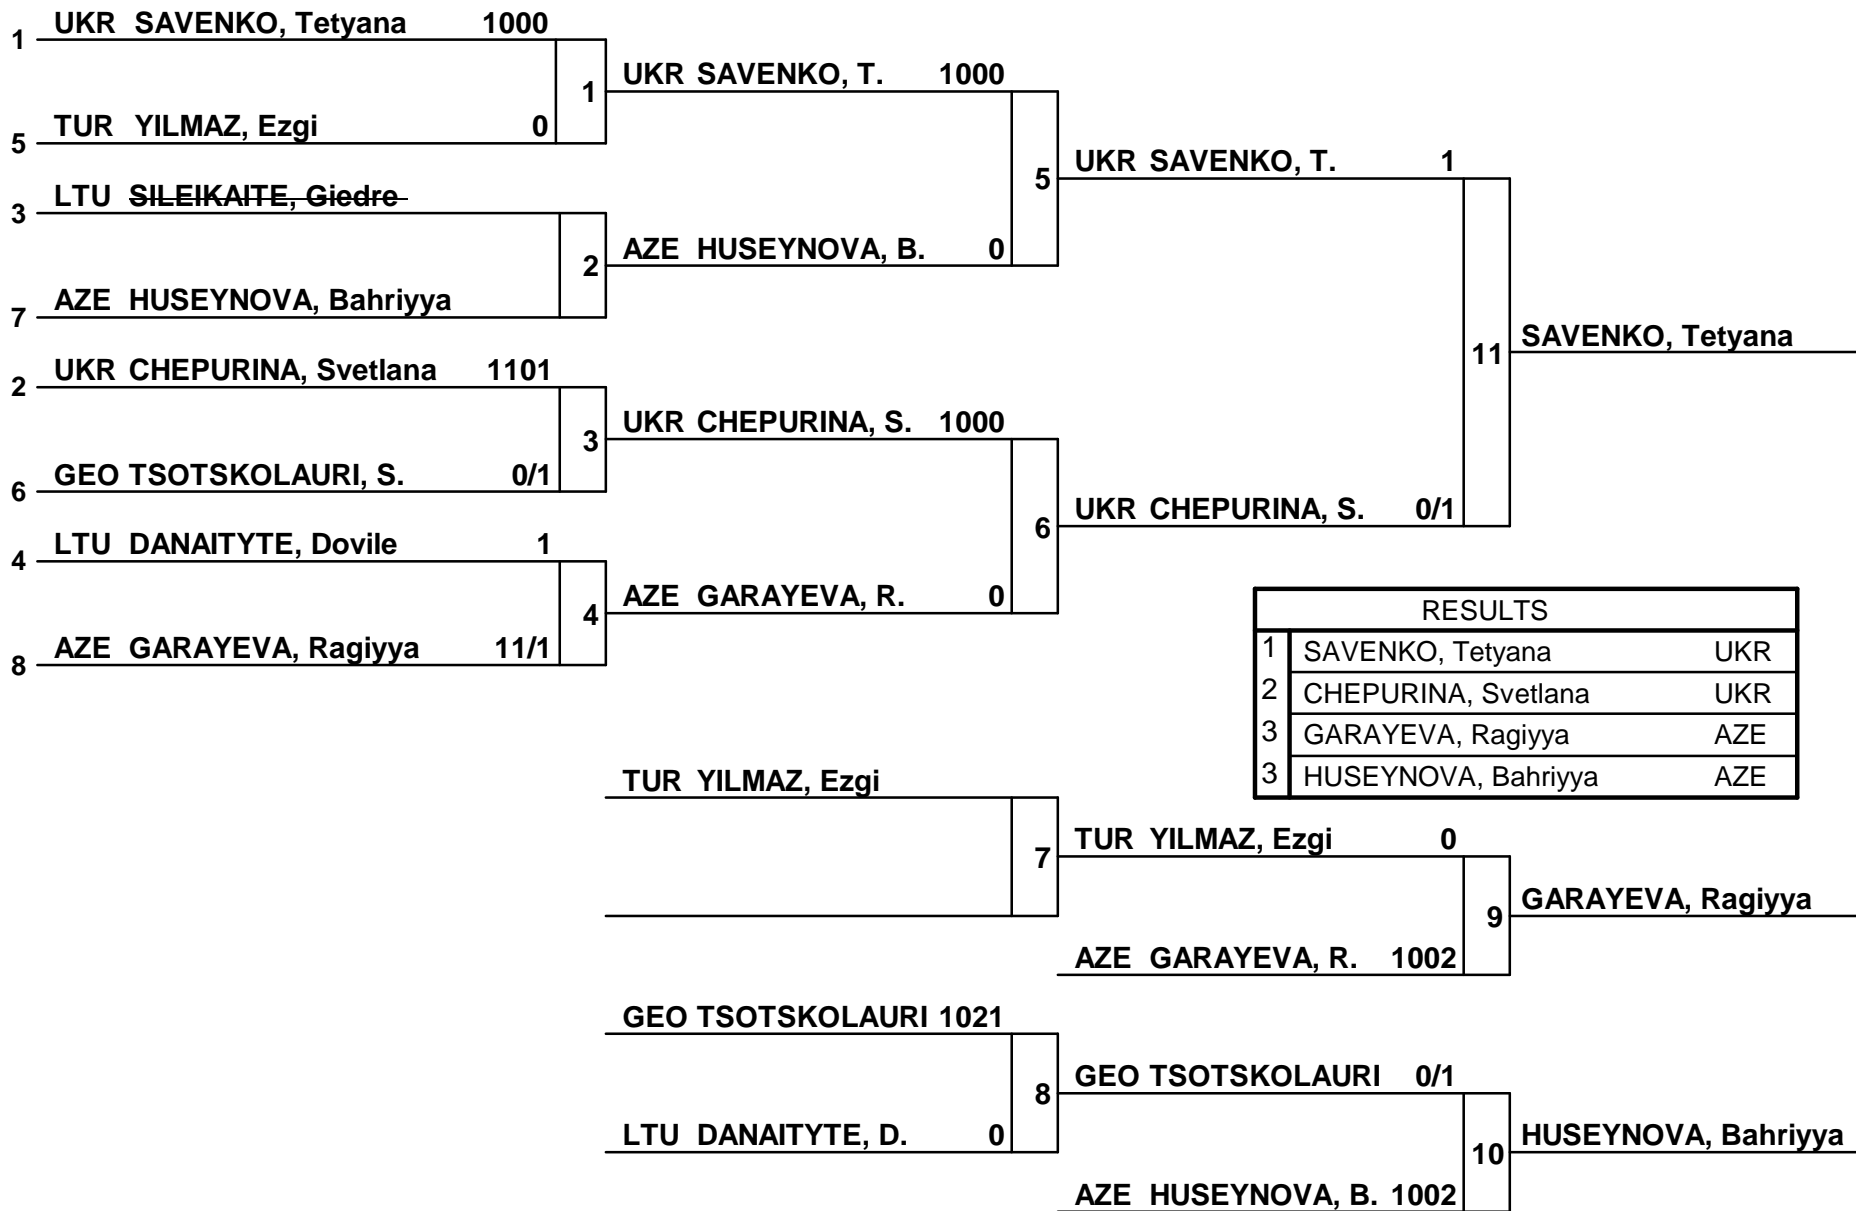 1 UKR SAVENKO, Tetyana 1000
5 TUR YILMAZ, Ezgi 0
1
3 LTU SILEIKAITE, Giedre
7 AZE HUSEYNOVA, Bahriyya
2
2 UKR CHEPURINA, Svetlana 1101
6 GEO TSOTSKOLAURI, S. 0/1
3
4 LTU DANAITYTE, Dovile 1
8 AZE GARAYEVA, Ragiyya 11/1
4
UKR SAVENKO, T. 1000
AZE HUSEYNOVA, B. 0
5
UKR CHEPURINA, S. 1000
AZE GARAYEVA, R. 0
6
UKR SAVENKO, T. 1
UKR CHEPURINA, S. 0/1
11
SAVENKO, Tetyana
RESULTS
1 SAVENKO, Tetyana UKR
2 CHEPURINA, Svetlana UKR
3 GARAYEVA, Ragiyya AZE
3 HUSEYNOVA, Bahriyya AZE
TUR YILMAZ, Ezgi
7
TUR YILMAZ, Ezgi 0
AZE GARAYEVA, R. 1002
9
GARAYEVA, Ragiyya
GEO TSOTSKOLAURI 1021
LTU DANAITYTE, D. 0
8
GEO TSOTSKOLAURI 0/1
AZE HUSEYNOVA, B. 1002
10
HUSEYNOVA, Bahriyya